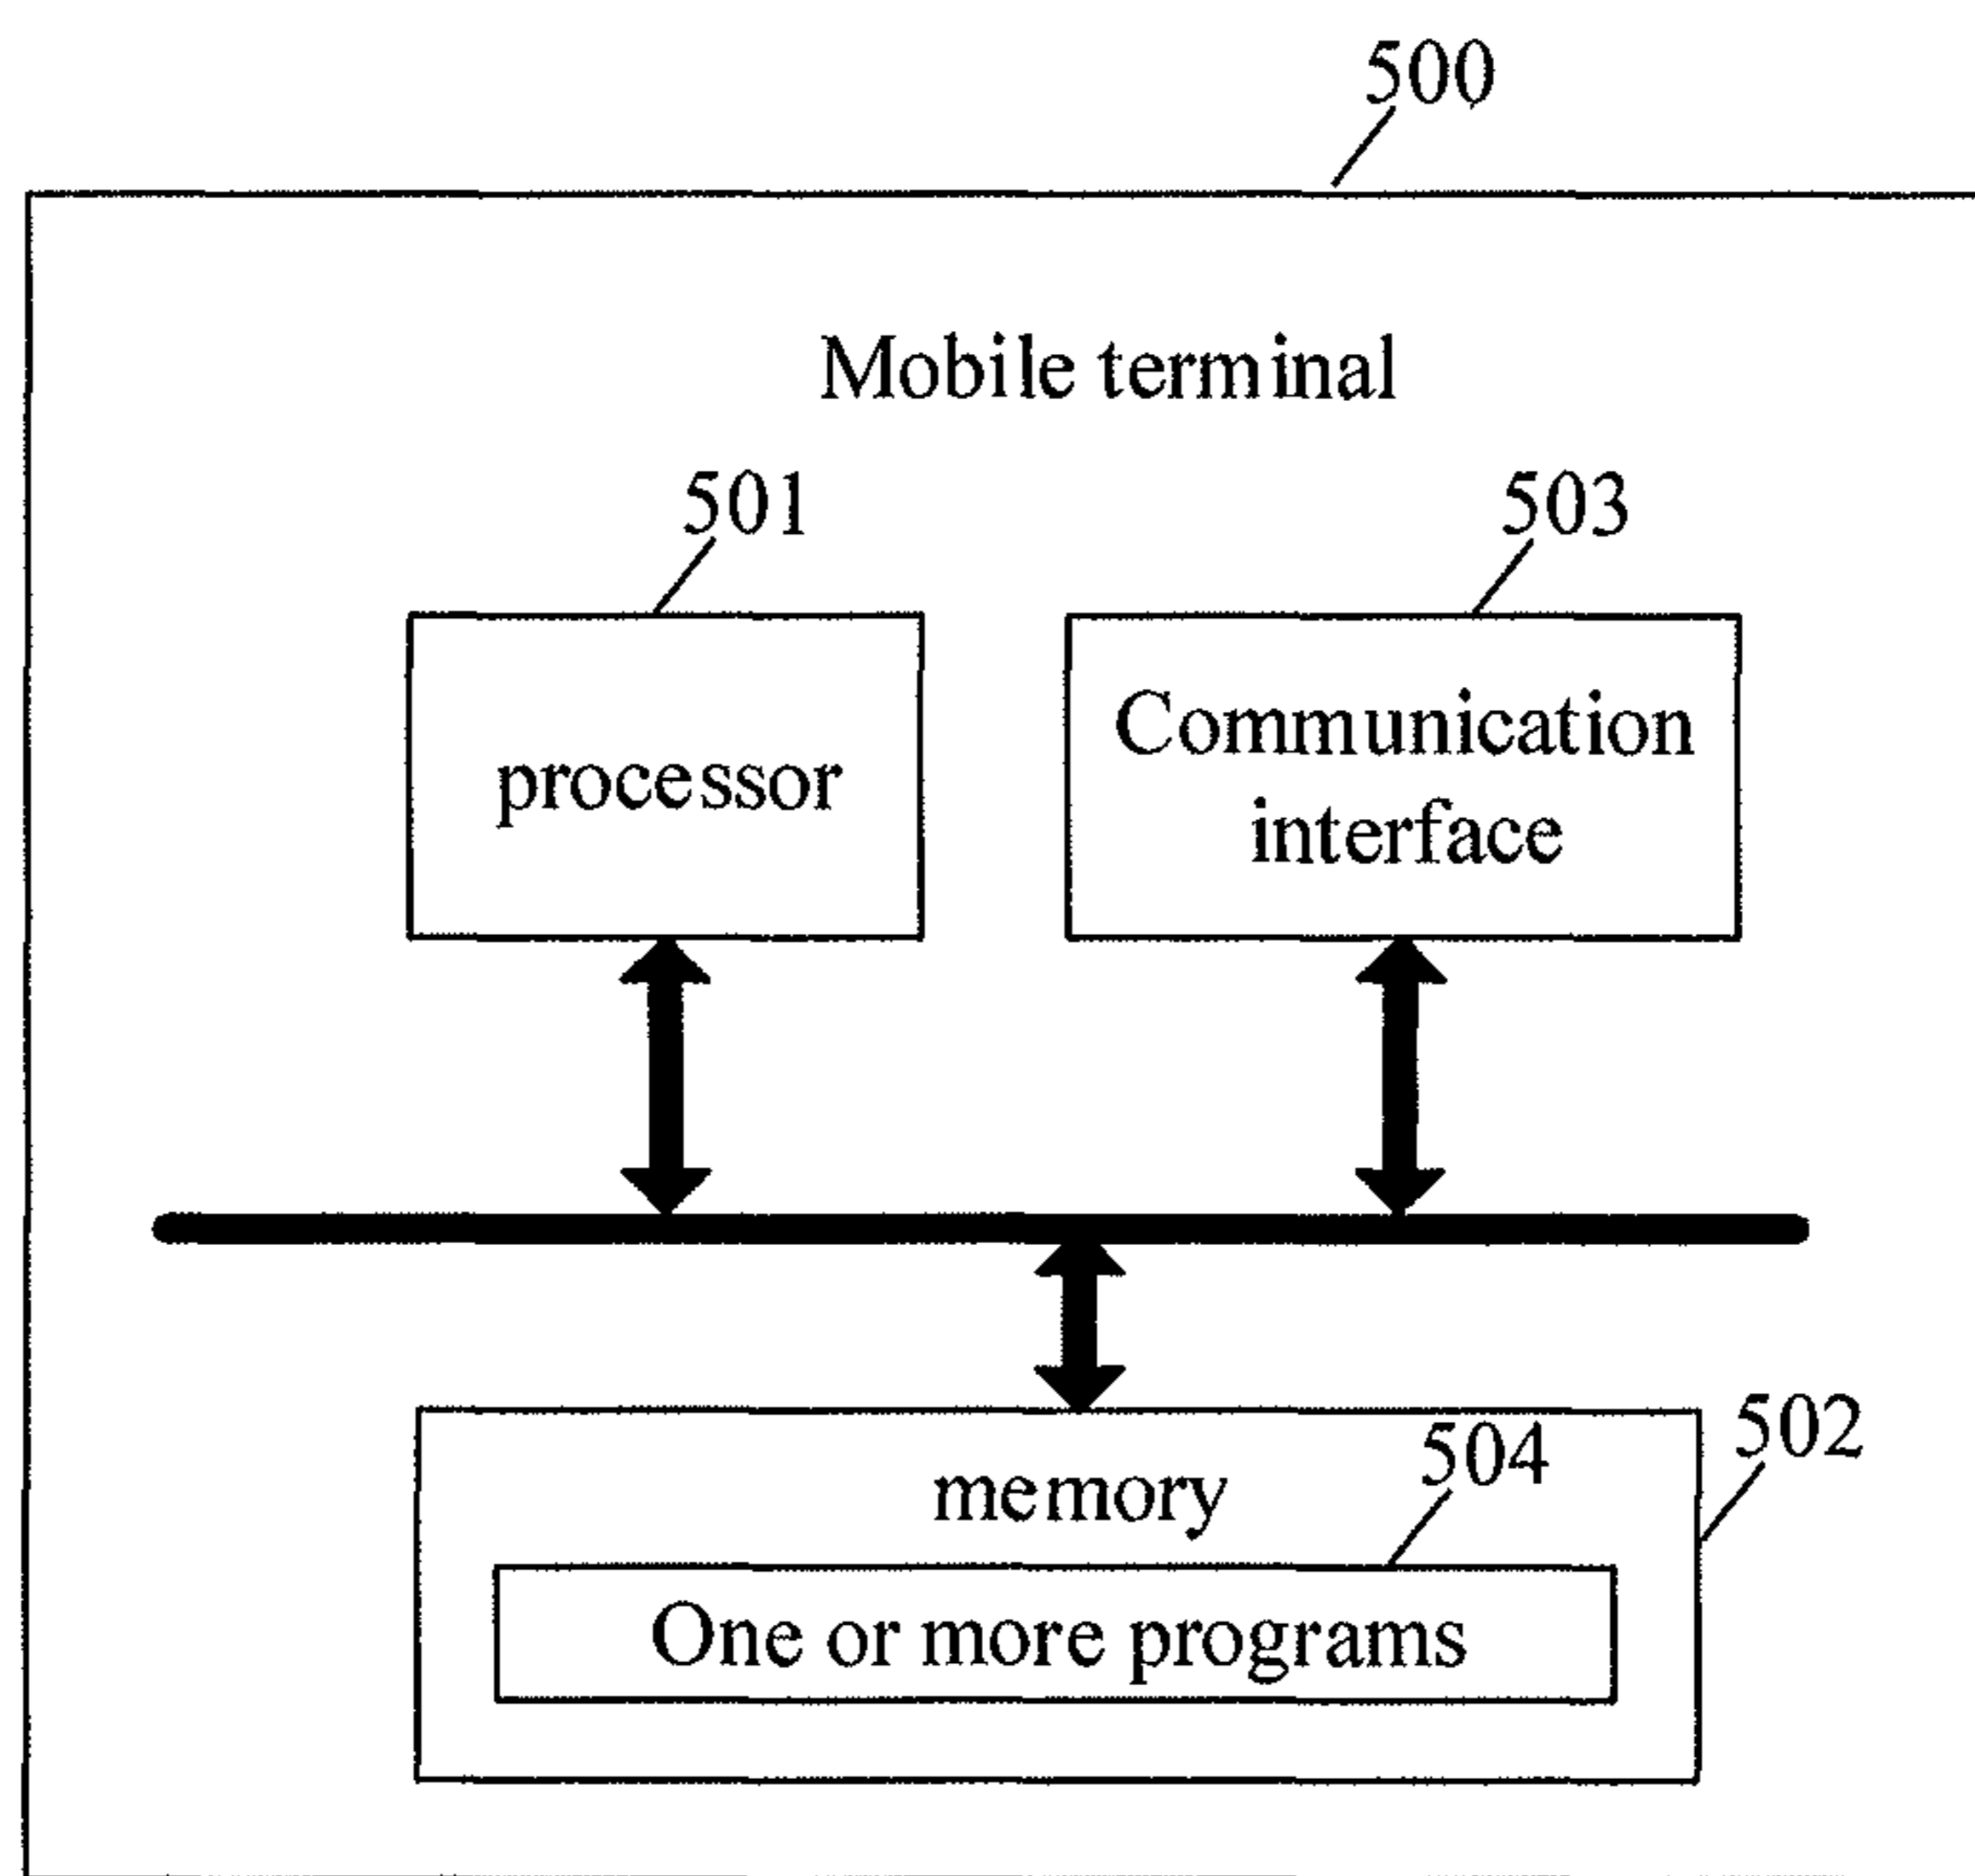 500
Mobile terminal
501
503
processor
Communication
interface
502
504
memory
One or more programs